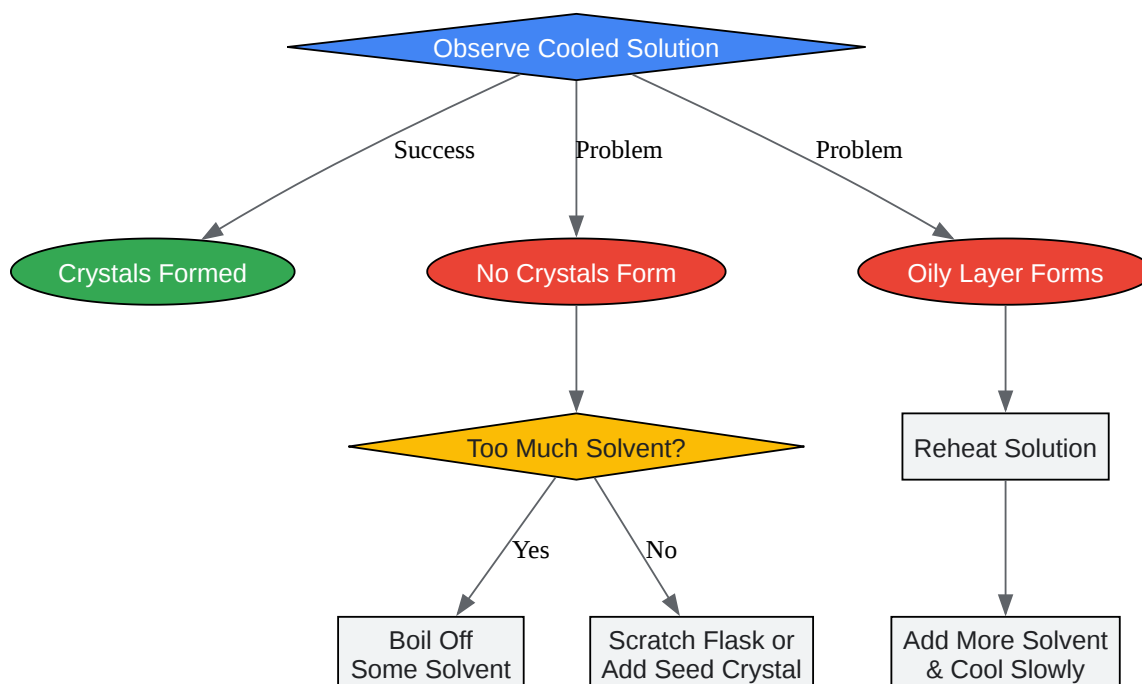 Observe Cooled Solution
Success
Problem
Problem
Crystals Formed
No Crystals Form
Oily Layer Forms
Too Much Solvent?
Reheat Solution
Yes
No
Boil Off
Some Solvent
Scratch Flask or
Add Seed Crystal
Add More Solvent
& Cool Slowly